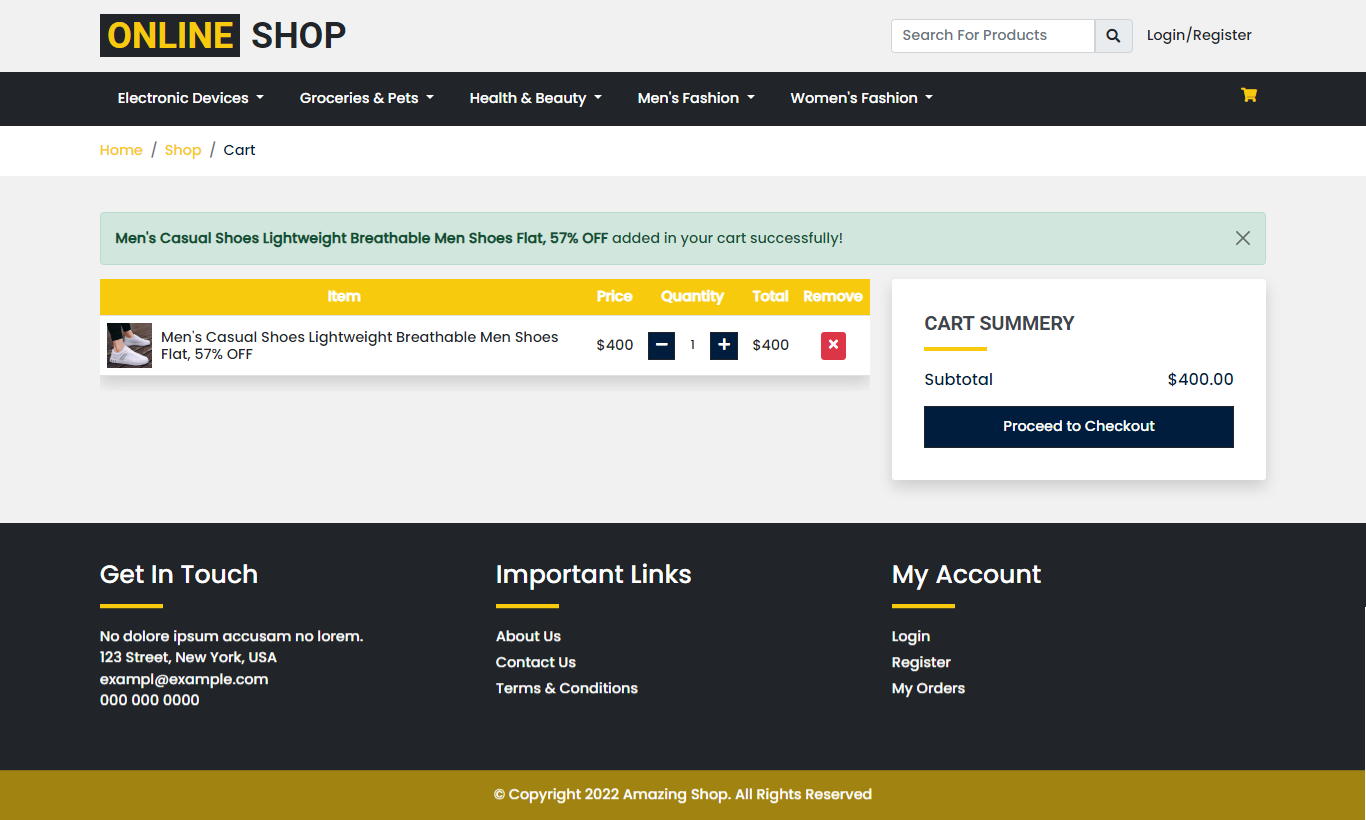 ONLINE SHOP
Search For Products
Login/Register
Electronic Devices
Groceries & Pets
Health & Beauty
Men's Fashion
Women's Fashion
Home / Shop / Cart
Men's Casual Shoes Lightweight Breathable Men Shoes Flat, 57% OFF added in your cart successfully!
Item Price Quantity Total Remove
Men's Casual Shoes Lightweight Breathable Men Shoes
Flat, 57% OFF
$400
1
$400
CART SUMMERY
Subtotal $400.00
Proceed to Checkout
Get In Touch
No dolore ipsum accusam no lorem.
123 Street, New York, USA
exampl@example.com
000 000 0000
Important Links
About Us
Contact Us
Terms & Conditions
My Account
Login
Register
My Orders
© Copyright 2022 Amazing Shop. All Rights Reserved